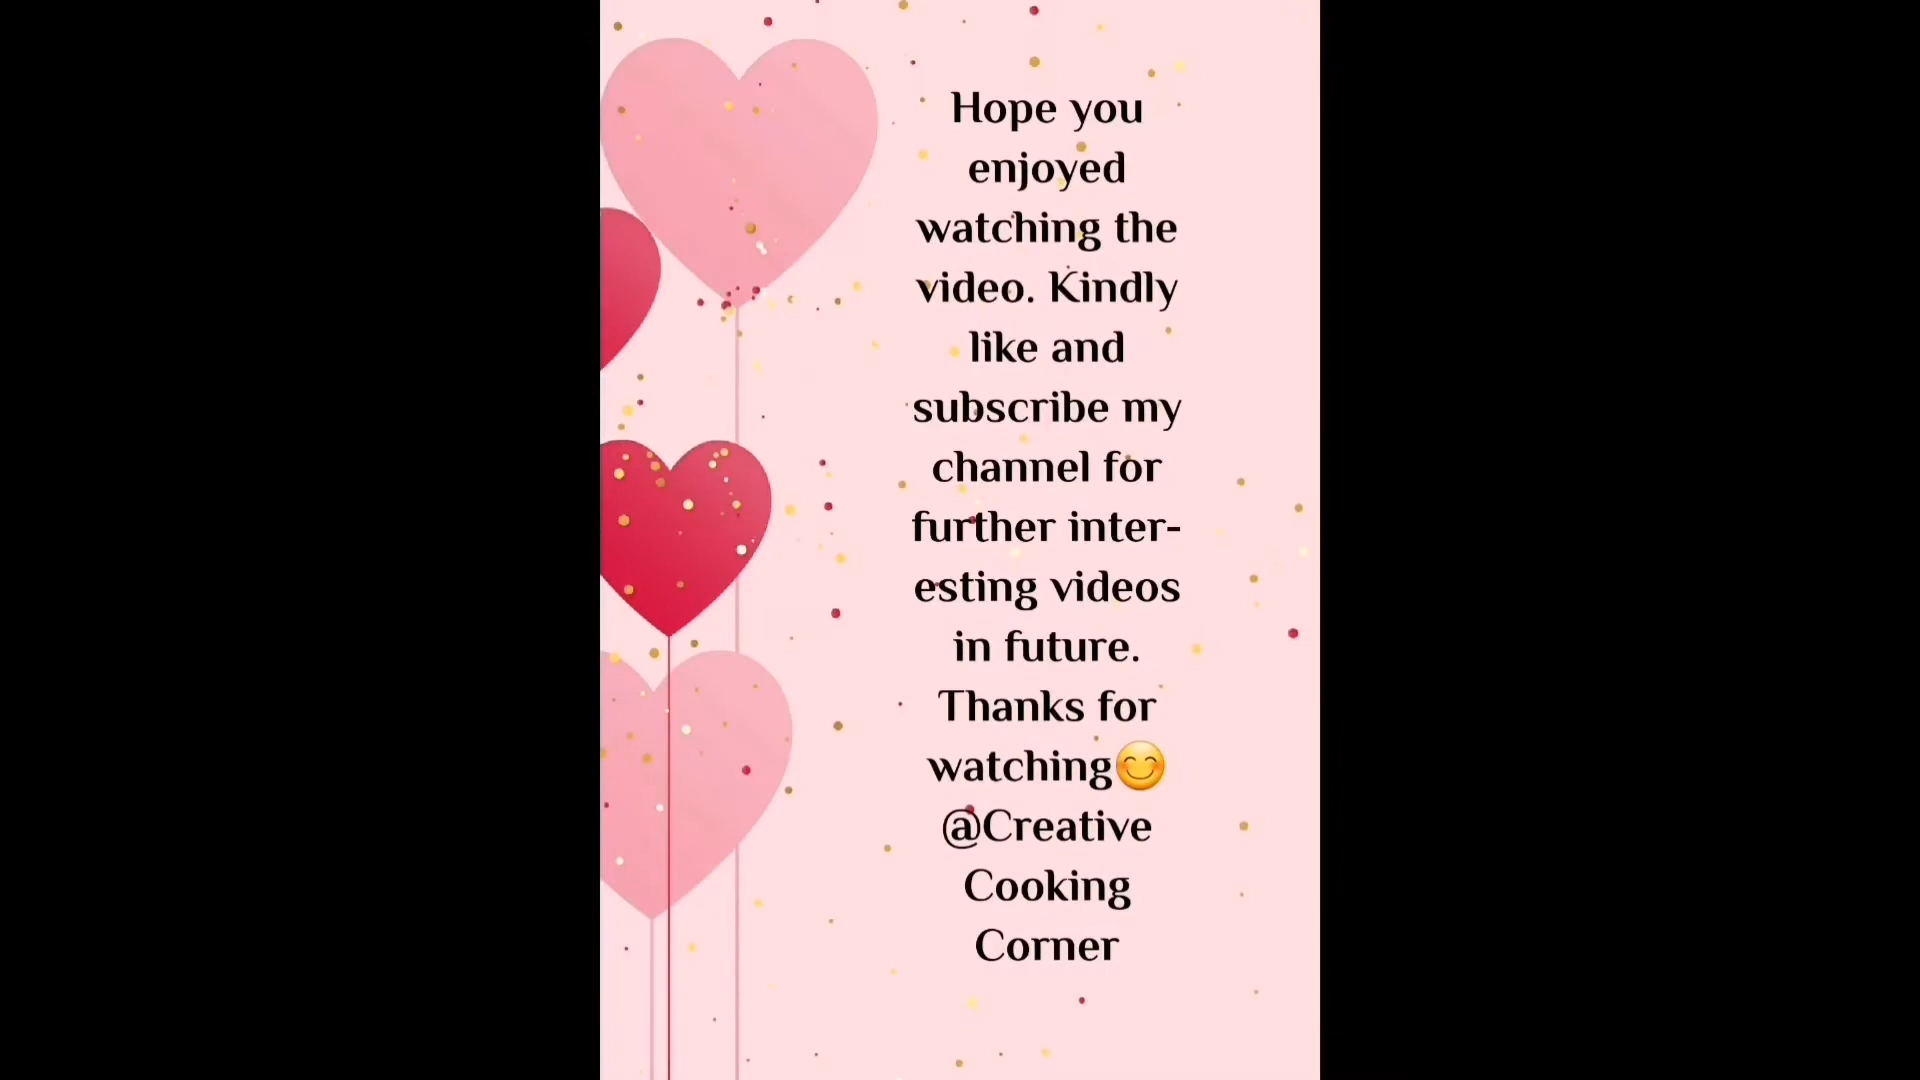 Hope you
enjoyed
watching the
video. Kindly
like and
subscribe my
channel for
further inter-
esting videos
in future.
Thanks for
watching😊
@Creative
Cooking
Corner